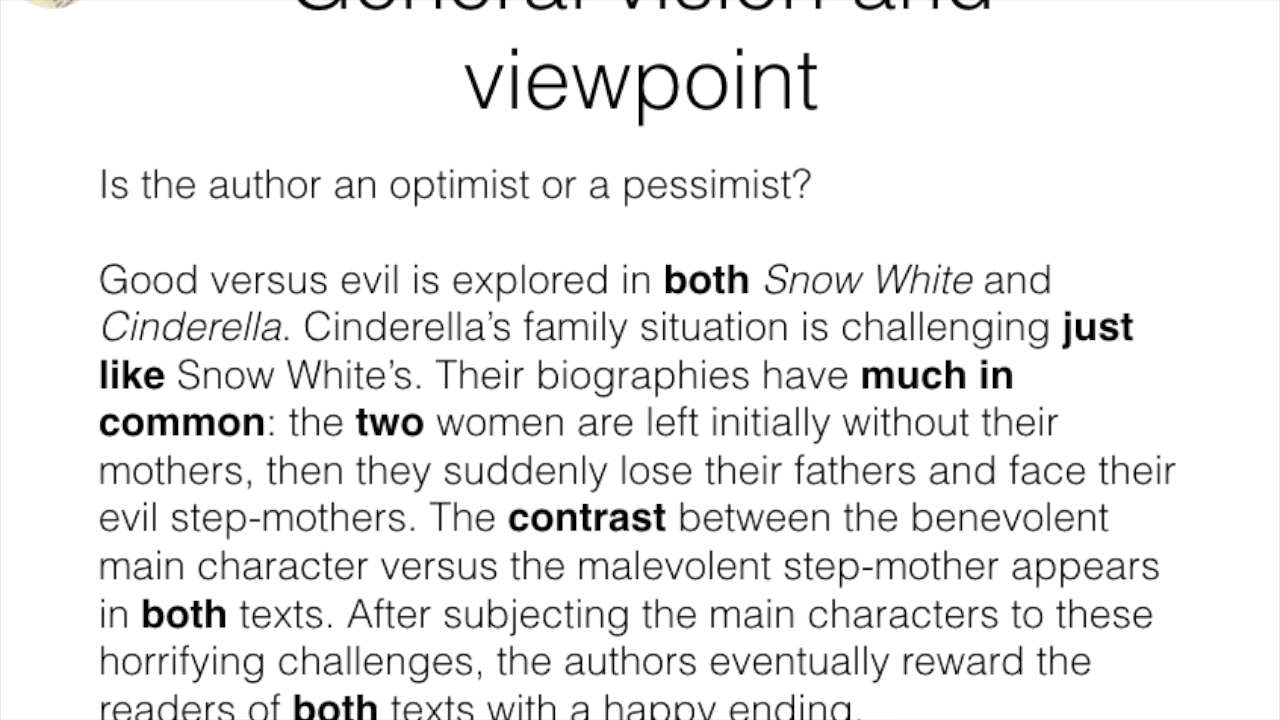 General vision and
viewpoint
Is the author an optimist or a pessimist?
Good versus evil is explored in both Snow White and
Cinderella. Cinderella’s family situation is challenging just
like Snow White’s. Their biographies have much in
common: the two women are left initially without their
mothers, then they suddenly lose their fathers and face their
evil step-mothers. The contrast between the benevolent
main character versus the malevolent step-mother appears
in both texts. After subjecting the main characters to these
horrifying challenges, the authors eventually reward the
readers of both texts with a happy ending.